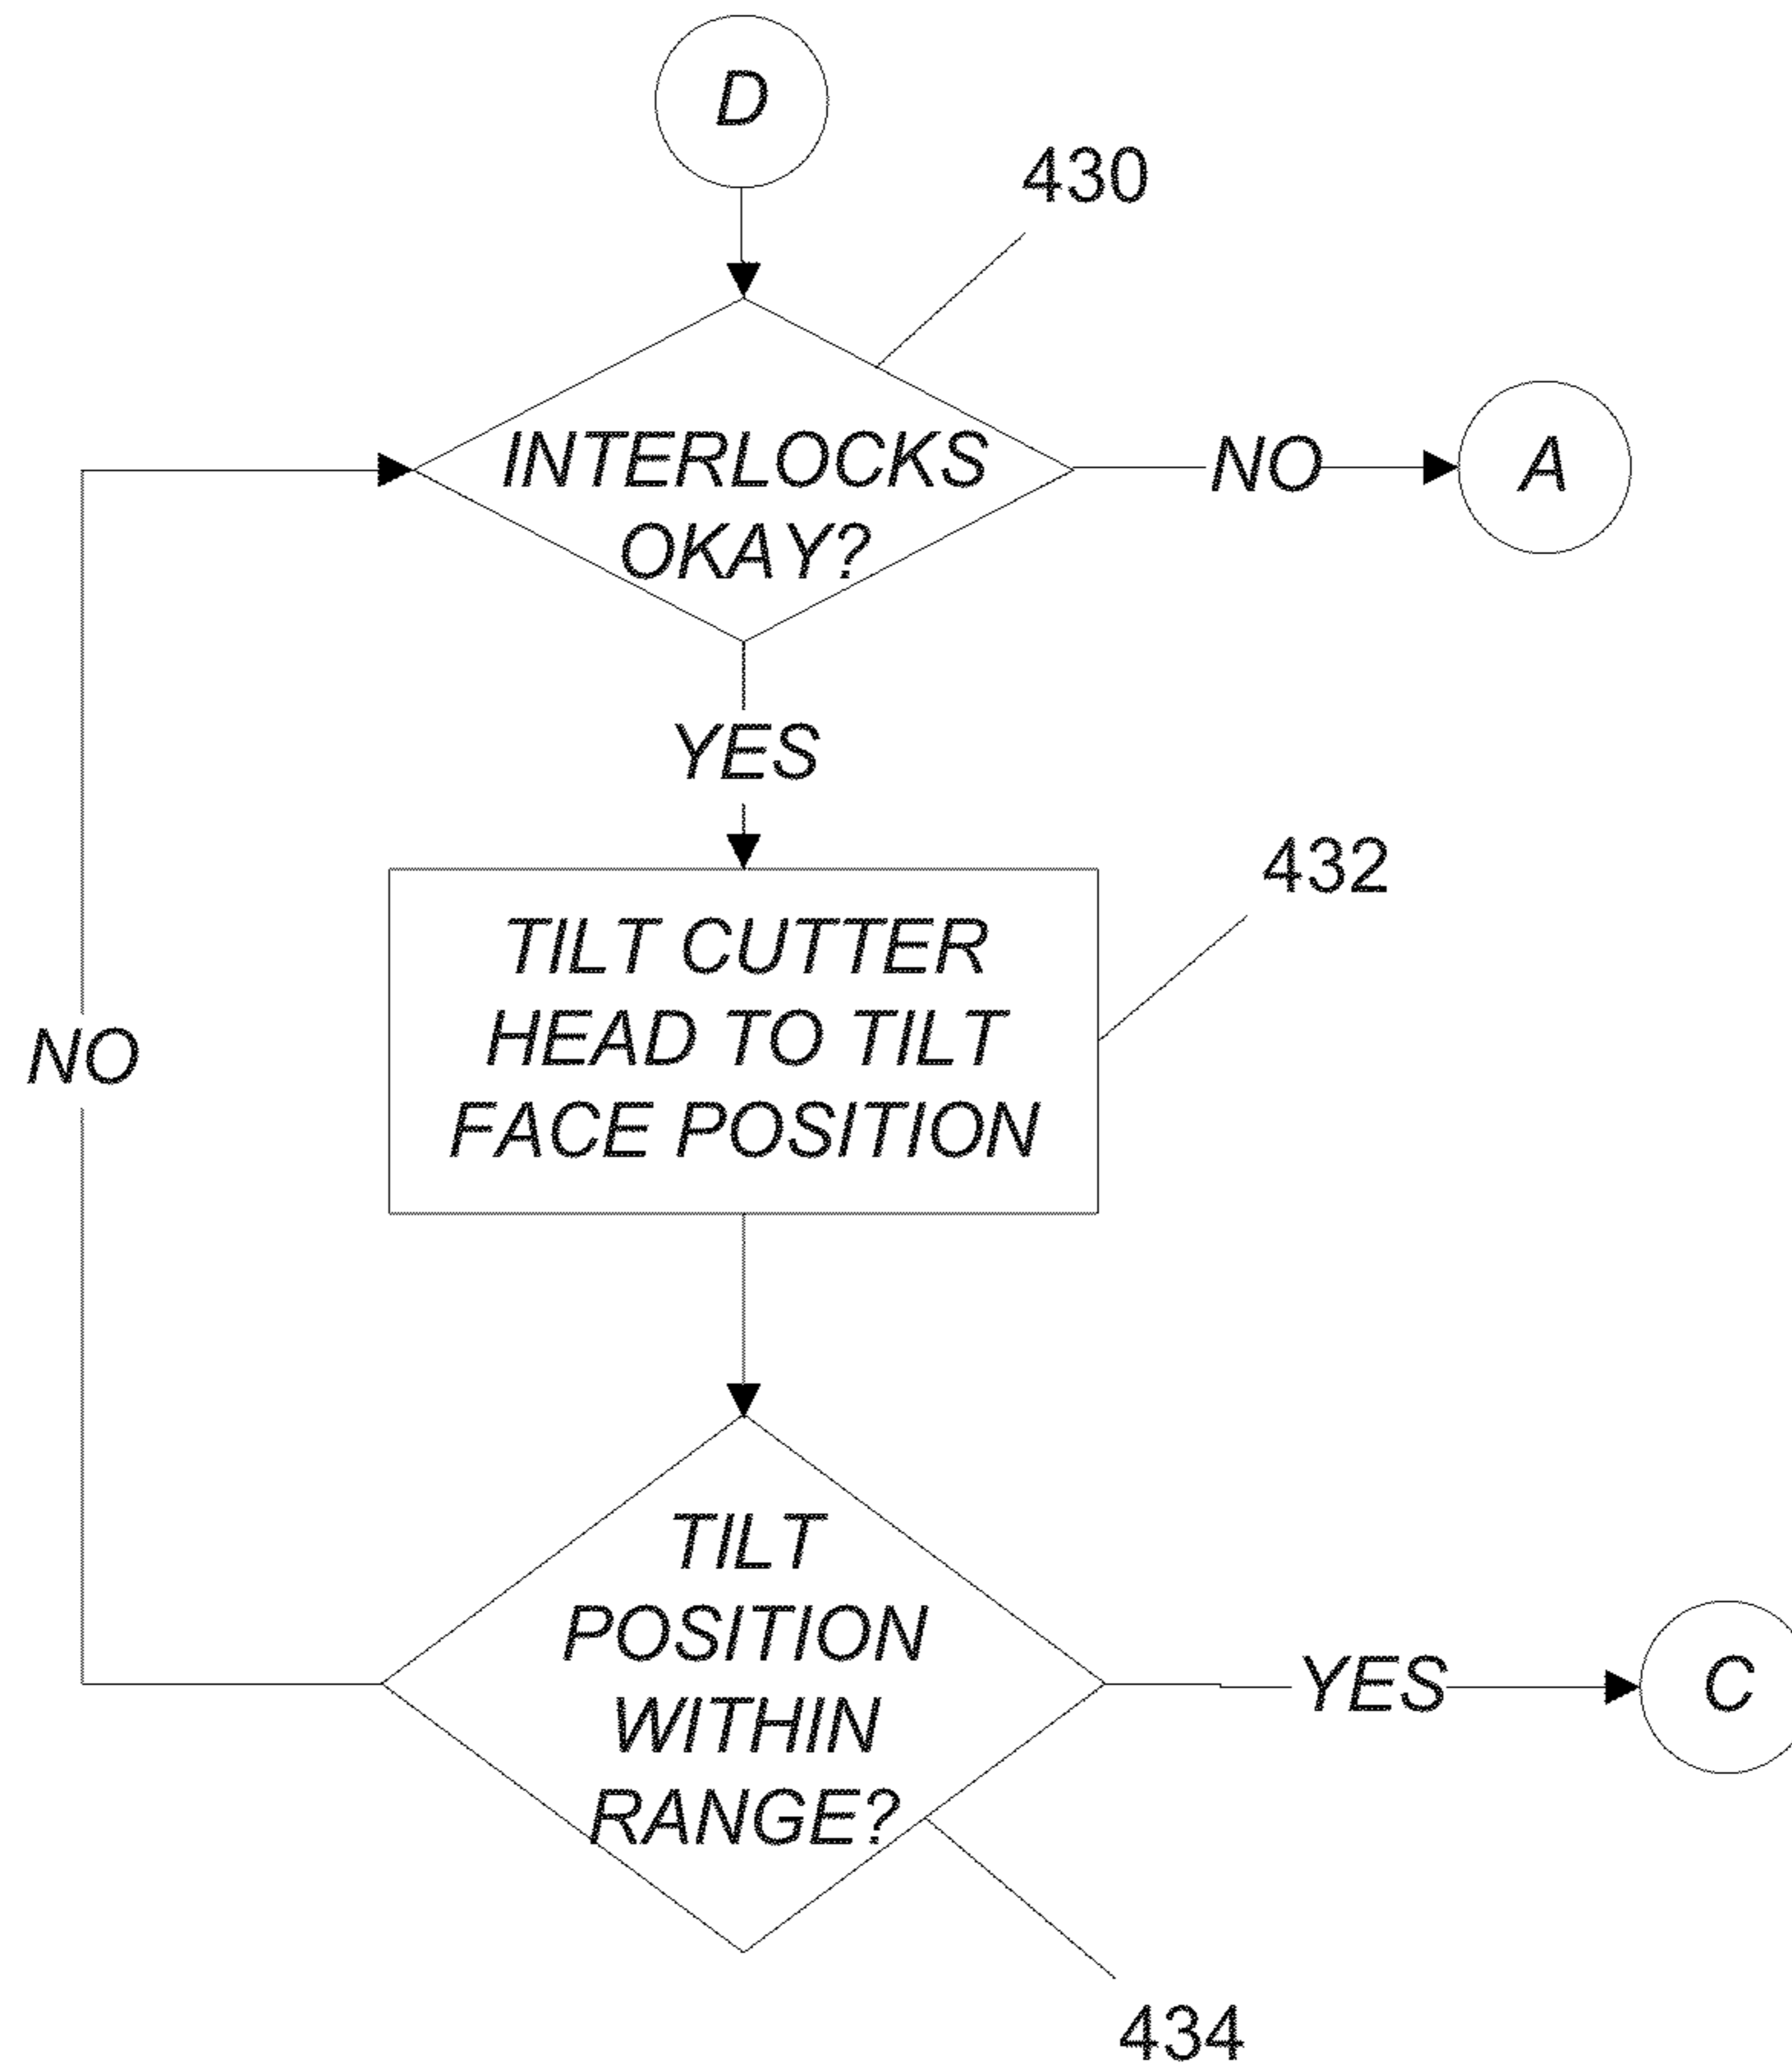 D
430
INTERLOCKS
OKAY?
NO
A
YES
432
TILT CUTTER
HEAD TO TILT
FACE POSITION
NO
TILT
POSITION
WITHIN
RANGE?
YES
C
434